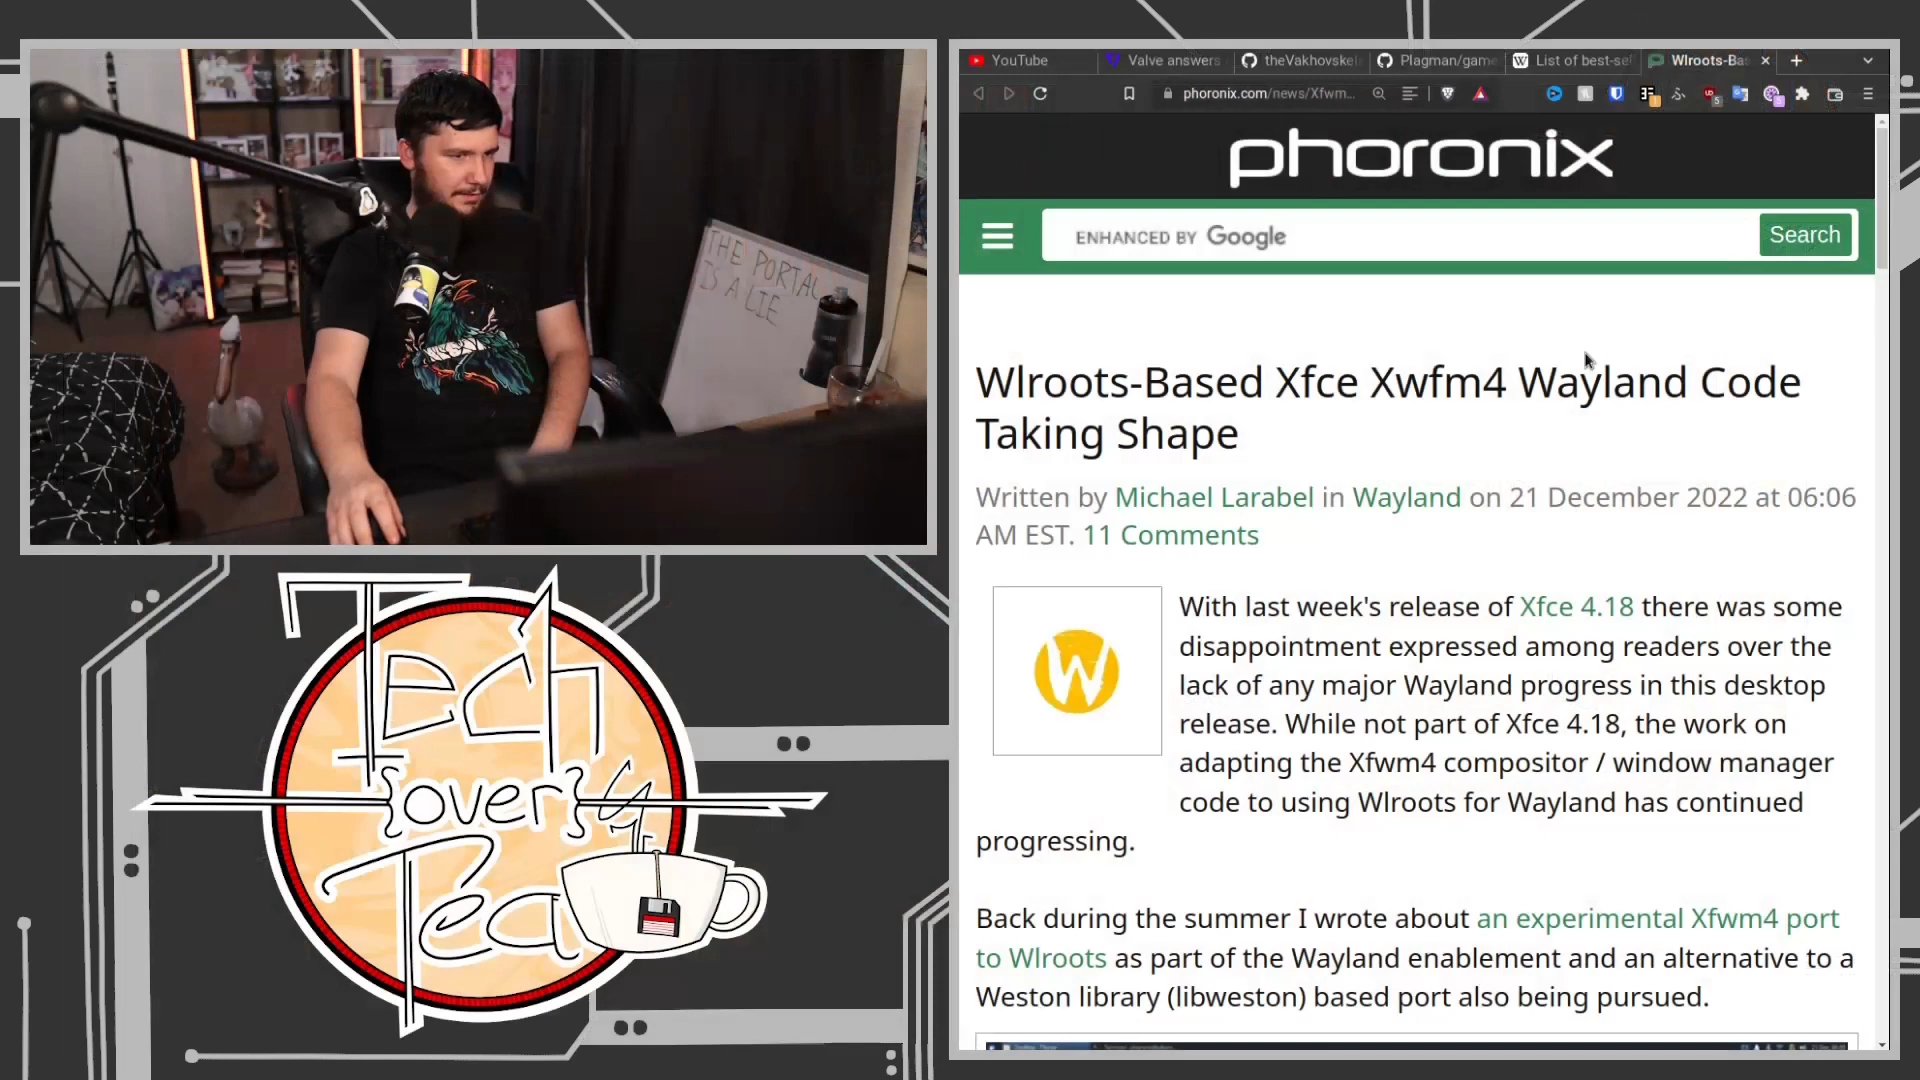 THE PORTAL
IS A LIE
Tech
{over}
Tea
YouTube
Valve answers
theVakhovske
Plagman/game
List of best-se
Wlroots-Bas
phoronix.com/news/Xfwm...
phoronix
ENHANCED BY Google
Search
Wlroots-Based Xfce Xwfm4 Wayland Code
Taking Shape
Written by Michael Larabel in Wayland on 21 December 2022 at 06:06
AM EST. 11 Comments
W
With last week's release of Xfce 4.18 there was some
disappointment expressed among readers over the
lack of any major Wayland progress in this desktop
release. While not part of Xfce 4.18, the work on
adapting the Xfwm4 compositor / window manager
code to using Wlroots for Wayland has continued
progressing.
Back during the summer I wrote about an experimental Xfwm4 port
to Wlroots as part of the Wayland enablement and an alternative to a
Weston library (libweston) based port also being pursued.